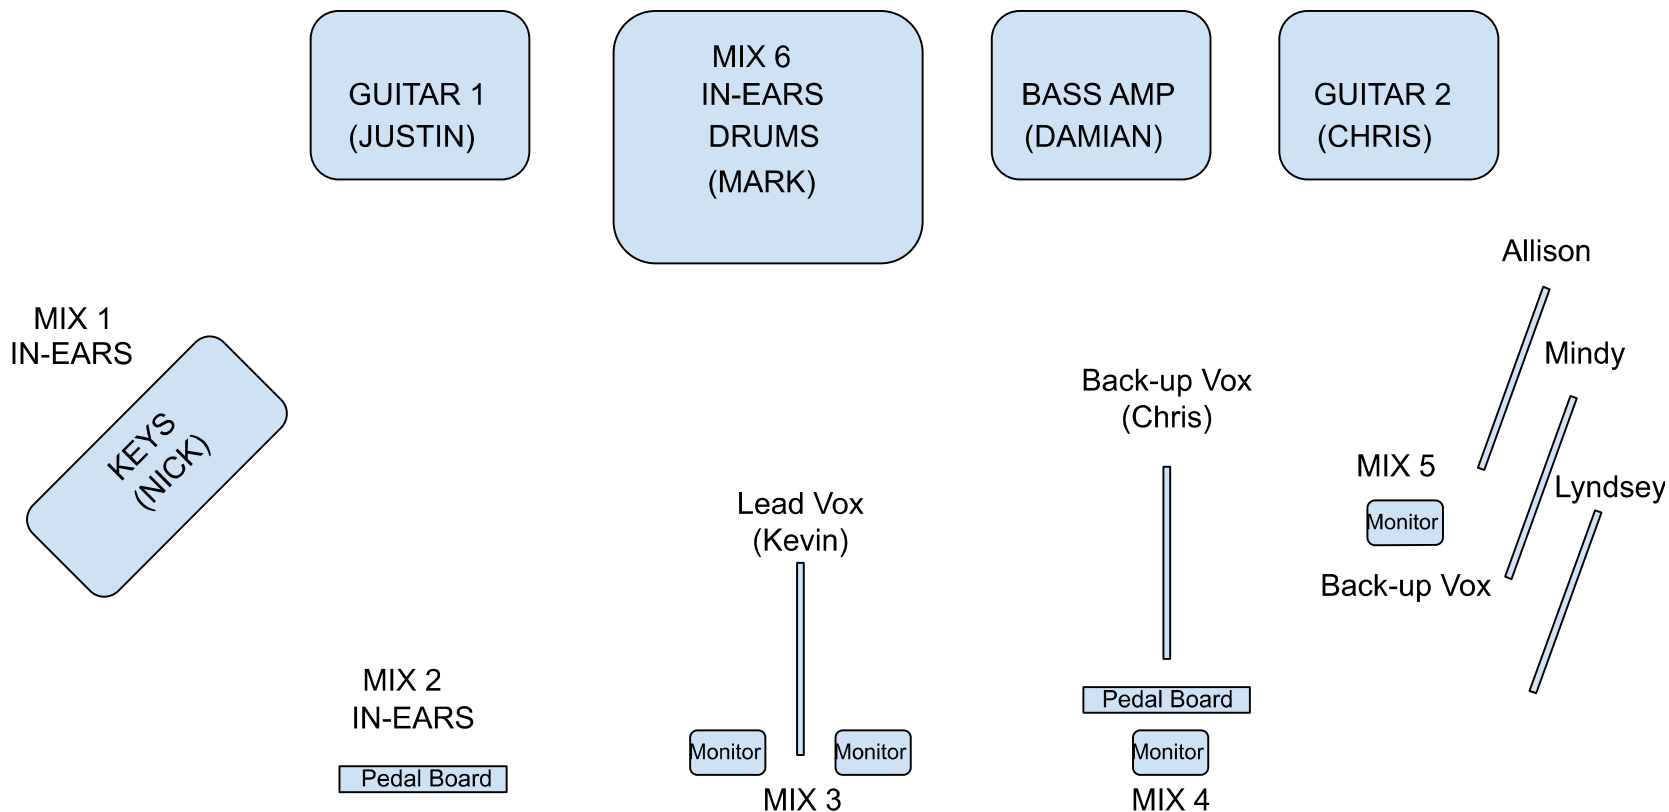 GUITAR 1
(JUSTIN)
MIX 6
IN-EARS
DRUMS
(MARK)
BASS AMP
(DAMIAN)
GUITAR 2
(CHRIS)
Allison
MIX 1
IN-EARS
Mindy
KEYS
(NICK)
Back-up Vox
(Chris)
MIX 5
Monitor
Lyndsey
Back-up Vox
Lead Vox
(Kevin)
MIX 2
IN-EARS
Pedal Board
Monitor
Monitor
MIX 3
Pedal Board
Monitor
MIX 4